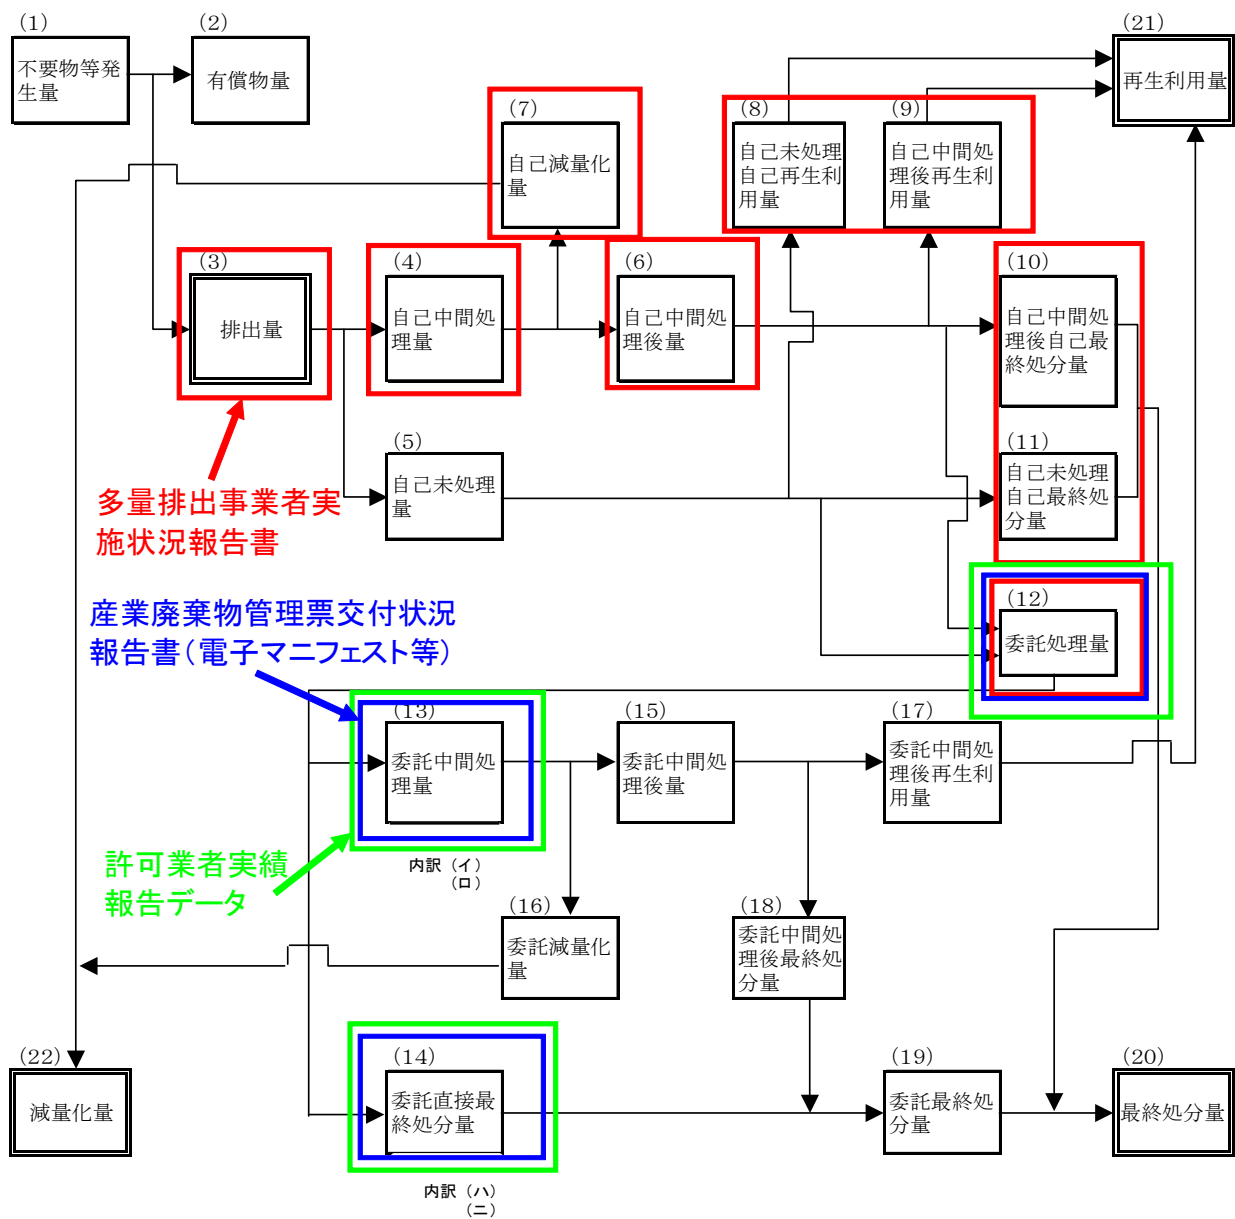 (1)
不要物等発
生量
(2)
有償物量
(21)
再生利用量
(7)
自己減量化
量
(8)
自己未処理
自己再生利
用量
(9)
自己中間処
理後再生利
用量
(3)
排出量
(4)
自己中間処
理量
(6)
自己中間処
理後量
(10)
自己中間処
理後自己最
終処分量
(5)
自己未処理
量
(11)
自己未処理
自己最終処
分量
多量排出事業者実
施状況報告書
産業廃棄物管理票交付状況
報告書(電子マニフェスト等)
(12)
委託処理量
(13)
委託中間処
理量
内訳 (イ)
(ロ)
(15)
委託中間処
理後量
(17)
委託中間処
理後再生利
用量
許可業者実績
報告データ
(16)
委託減量化
量
(18)
委託中間処
理後最終処
分量
(22)
減量化量
(14)
委託直接最
終処分量
内訳 (ハ)
(ニ)
(19)
委託最終処
分量
(20)
最終処分量